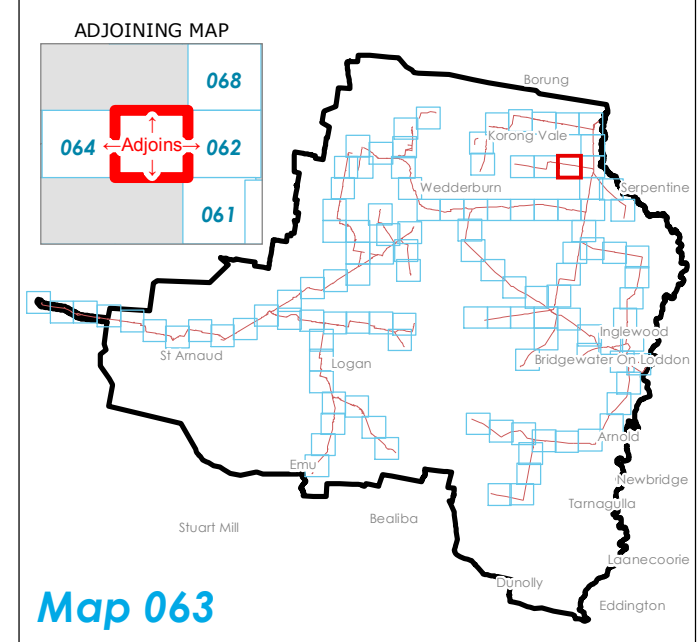 ADJOINING MAP
068
064
Adjoins
062
061
Borung
Korong Vale
Wedderburn
Serpentine
Inglewood
St Arnaud
Logan
Bridgewater On Loddon
Arnold
Emu
Newbridge
Tarnagulla
Stuart Mill
Bealiba
Laanecoorie
Dunolly
Eddington
Map 063